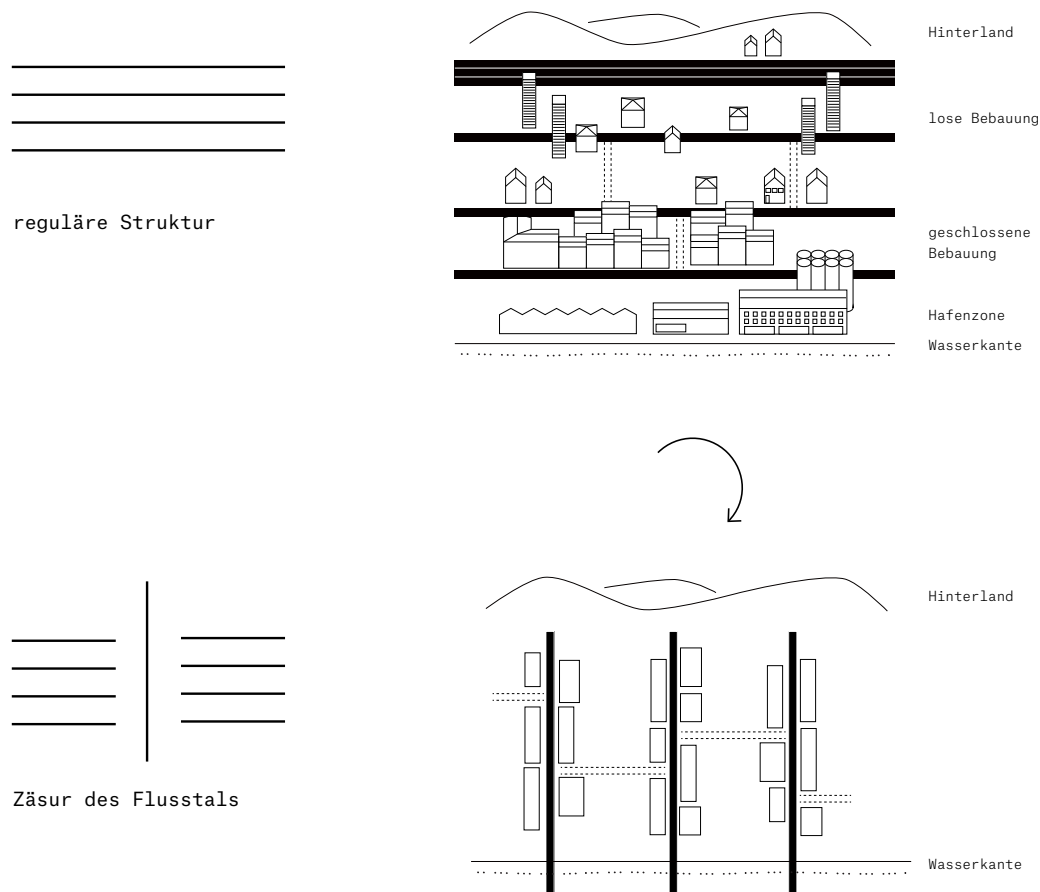 Hinterland
lose Bebauung
reguläre Struktur
geschlossene
Bebauung
Hafenzone
Wasserkante
Hinterland
Zäsur des Flusstals
Wasserkante